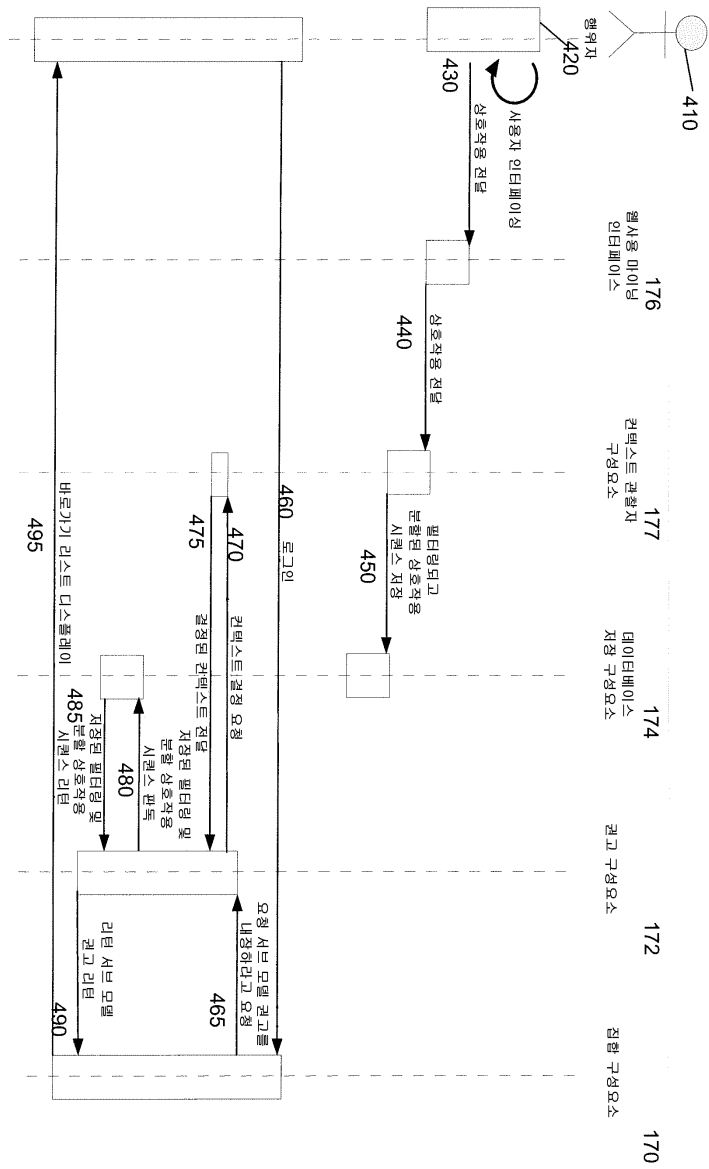 410
행위자
420
176
웹사용 마이닝
인터페이스
177
컨텍스트 관찰자
구성요소
174
데이터베이스
저장 구성요소
172
권고 구성요소
170
집합 구성요소
사용자 인터페이싱
430
상호작용 전달
상호작용 전달
440
필터링되고
분할된 상호작용
시퀀스 저장
450
460
로그인
요청 서브 모델 권고를
내장하라고 요청
465
470
컨텍스트 결정 요청
475
결정된 컨텍스트 전달
저장된 필터링 및
분할 상호작용
시퀀스 판독
480
485
저장된 필터링 및
분할 상호작용
시퀀스 리턴
리턴 서브 모델
권고 리턴
490
바로가기 리스트 디스플레이
495